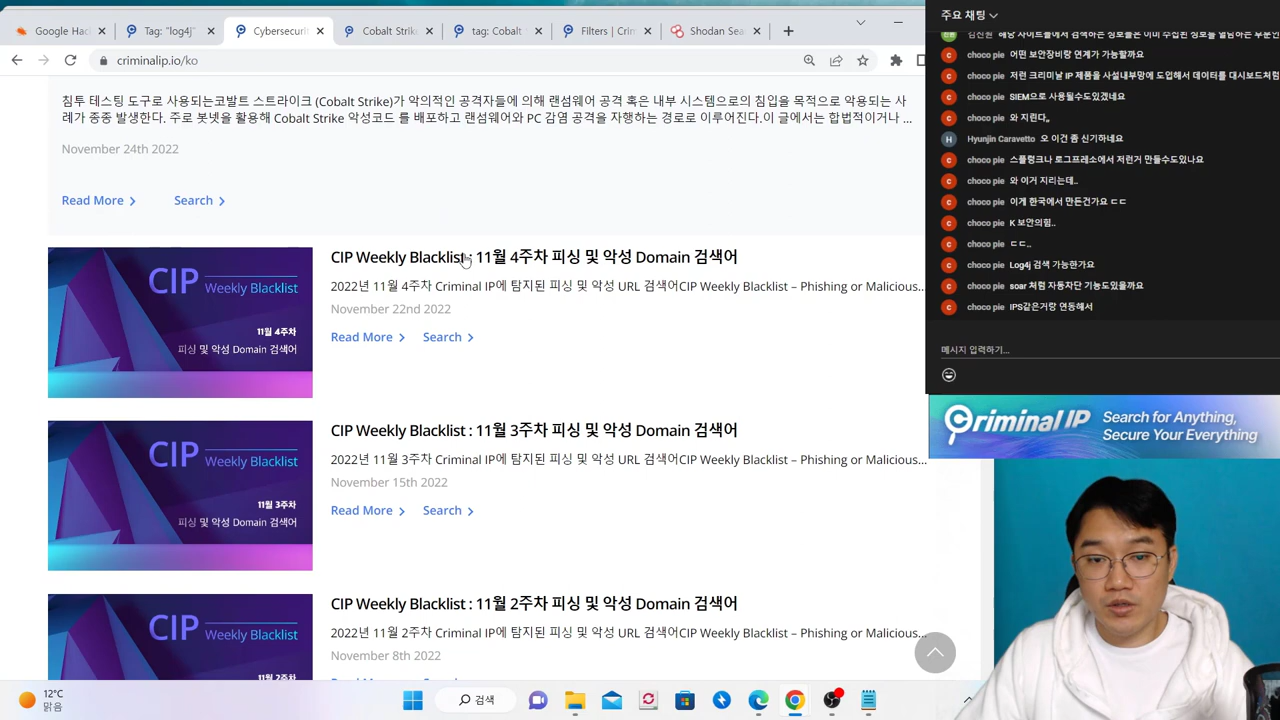 Google Hac
Tag: "log4j"
Cybersecuri
Cobalt Strik
tag: Cobalt
Filters | Crim
Shodan Sea
criminalip.io/ko
침투 테스팅 도구로 사용되는코발트 스트라이크 (Cobalt Strike)가 악의적인 공격자들에 의해 랜섬웨어 공격 혹은 내부 시스템으로의 침입을 목적으로 악용되는 사
례가 종종 발생한다. 주로 봇넷을 활용해 Cobalt Strike 악성코드 를 배포하고 랜섬웨어와 PC 감염 공격을 자행하는 경로로 이루어진다.이 글에서는 합법적이거나 ...
November 24th 2022
Read More
Search
CIP Weekly Blacklist
11월 4주차
피싱 및 악성 Domain 검색어
CIP Weekly Blacklist : 11월 4주차 피싱 및 악성 Domain 검색어
2022년 11월 4주차 Criminal IP에 탐지된 피싱 및 악성 URL 검색어CIP Weekly Blacklist – Phishing or Malicious...
November 22nd 2022
Read More
Search
CIP Weekly Blacklist
11월 3주차
피싱 및 악성 Domain 검색어
CIP Weekly Blacklist : 11월 3주차 피싱 및 악성 Domain 검색어
2022년 11월 3주차 Criminal IP에 탐지된 피싱 및 악성 URL 검색어CIP Weekly Blacklist – Phishing or Malicious...
November 15th 2022
Read More
Search
CIP Weekly Blacklist
11월 2주차
CIP Weekly Blacklist : 11월 2주차 피싱 및 악성 Domain 검색어
2022년 11월 2주차 Criminal IP에 탐지된 피싱 및 악성 URL 검색어CIP Weekly Blacklist – Phishing or Malicious...
November 8th 2022
12°C
맑음
검색
주요 채팅
choco pie 어떤 보안장비랑 연계가 가능할까요
choco pie 저런 크리미날 IP 제품을 사설내부망에 도입해서 데이터를 대시보드처럼
choco pie SIEM으로 사용될수도있겠네요
choco pie 와 지린다,,
H Hyunjin Caravetto 오 이건 좀 신기하네요
choco pie 스플렁크나 로그프레소에서 저런거 만들수도있나요
choco pie 와 이거 지리는데..
choco pie 이게 한국에서 만든건가요 ㄷㄷ
choco pie K 보안의힘..
choco pie ㄷㄷ..
choco pie Log4j 검색 가능한가요
choco pie soar 처럼 자동차단 기능도있을까요
choco pie IPS같은거랑 연동해서
메시지 입력하기...
Criminal IP
Search for Anything,
Secure Your Everything